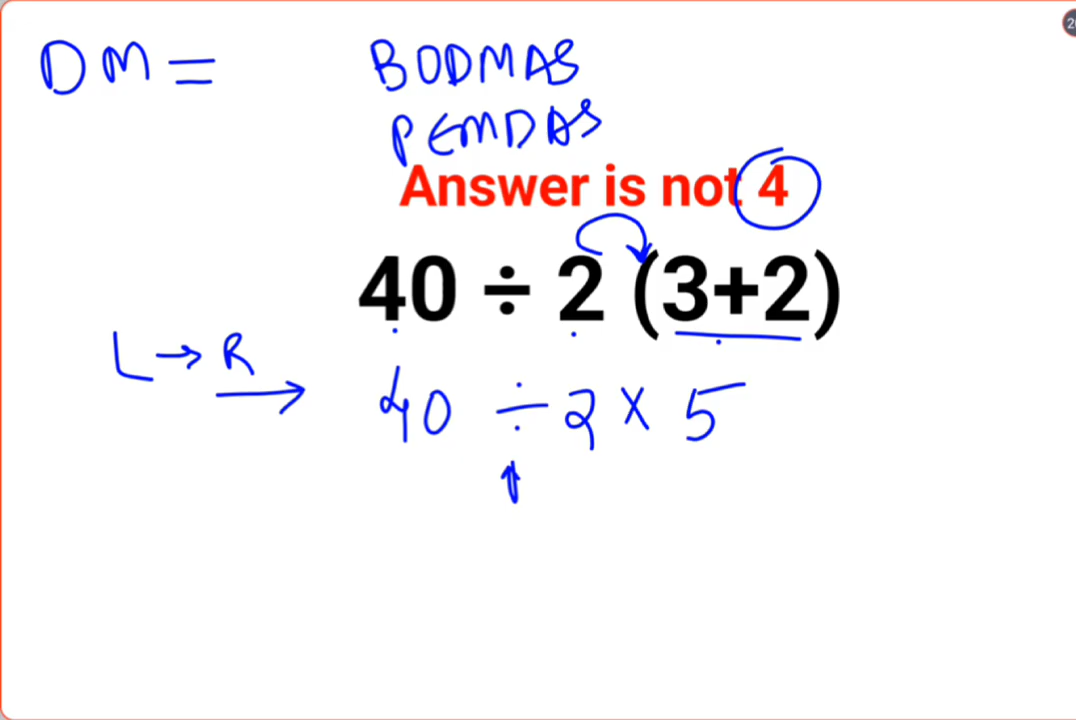 DM =
BODMAS
PEMDAS
Answer is not 4
40 ÷ 2 (3+2)
L → R
40 ÷ 2 × 5